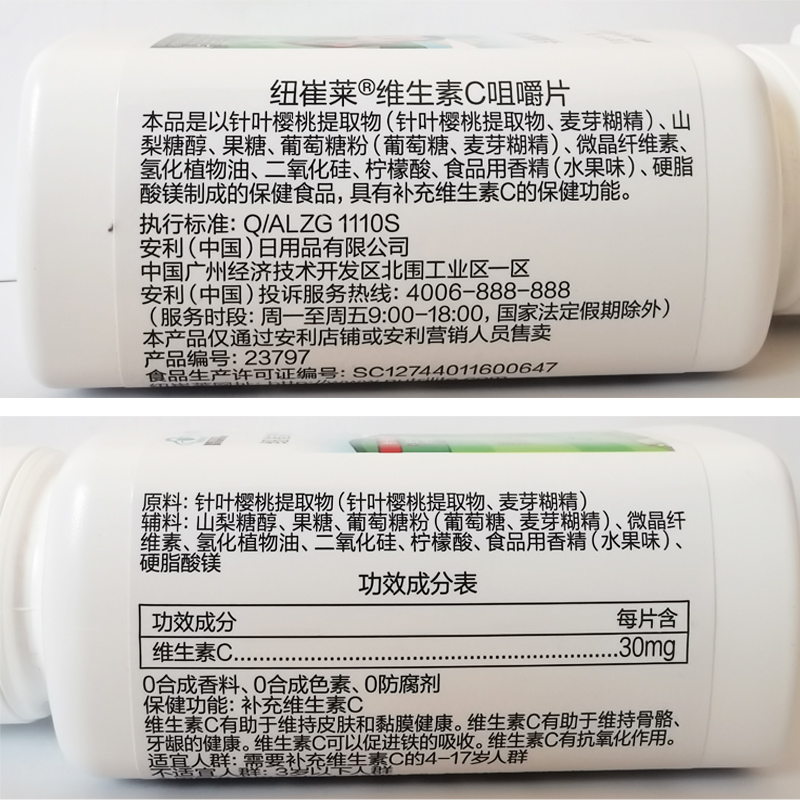 纽崔莱®维生素C咀嚼片
本品是以针叶樱桃提取物(针叶樱桃提取物、麦芽糊精)、山
梨糖醇、果糖、葡萄糖粉(葡萄糖、麦芽糊精)、微晶纤维素、
氢化植物油、二氧化硅、柠檬酸、食品用香精(水果味)、硬脂
酸镁制成的保健食品,具有补充维生素C的保健功能。
执行标准: Q/ALZG 1110S
安利(中国)日用品有限公司
中国广州经济技术开发区北围工业区一区
安利(中国)投诉服务热线: 4006-888-888
(服务时段: 周一至周五9:00-18:00, 国家法定假期除外)
本产品仅通过安利店铺或安利营销人员售卖
产品编号: 23797
食品生产许可证编号: SC12744011600647
原料: 针叶樱桃提取物(针叶樱桃提取物、麦芽糊精)
辅料: 山梨糖醇、果糖、葡萄糖粉(葡萄糖、麦芽糊精)、微晶纤
维素、氢化植物油、二氧化硅、柠檬酸、食品用香精(水果味)、
硬脂酸镁
功效成分表
功效成分 每片含
维生素C......30mg
0合成香料、0合成色素、0防腐剂
保健功能: 补充维生素C
维生素C有助于维持皮肤和黏膜健康。维生素C有助于维持骨骼、
牙龈的健康。维生素C可以促进铁的吸收。维生素C有抗氧化作用。
适宜人群: 需要补充维生素C的4-17岁人群
不适宜人群: 3岁以下人群